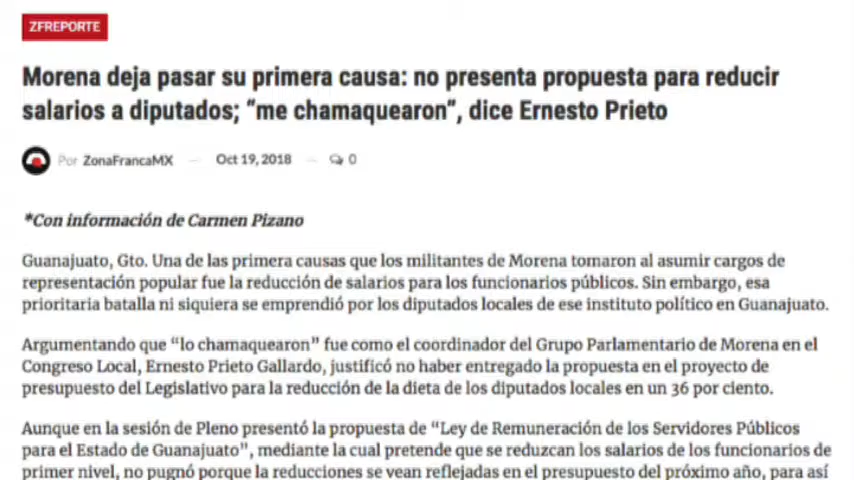 ZFREPORTE
Morena deja pasar su primera causa: no presenta propuesta para reducir
salarios a diputados; “me chamaquearon”, dice Ernesto Prieto
Por ZonaFrancaMX — Oct 19, 2018 — 0
*Con información de Carmen Pizano
Guanajuato, Gto. Una de las primera causas que los militantes de Morena tomaron al asumir cargos de
representación popular fue la reducción de salarios para los funcionarios públicos. Sin embargo, esa
prioritaria batalla ni siquiera se emprendió por los diputados locales de ese instituto político en Guanajuato.
Argumentando que “lo chamaquearon” fue como el coordinador del Grupo Parlamentario de Morena en el
Congreso Local, Ernesto Prieto Gallardo, justificó no haber entregado la propuesta en el proyecto de
presupuesto del Legislativo para la reducción de la dieta de los diputados locales en un 36 por ciento.
Aunque en la sesión de Pleno presentó la propuesta de “Ley de Remuneración de los Servidores Públicos
para el Estado de Guanajuato”, mediante la cual pretende que se reduzcan los salarios de los funcionarios de
primer nivel, no pugnó porque la reducciones se vean reflejadas en el presupuesto del próximo año, para así